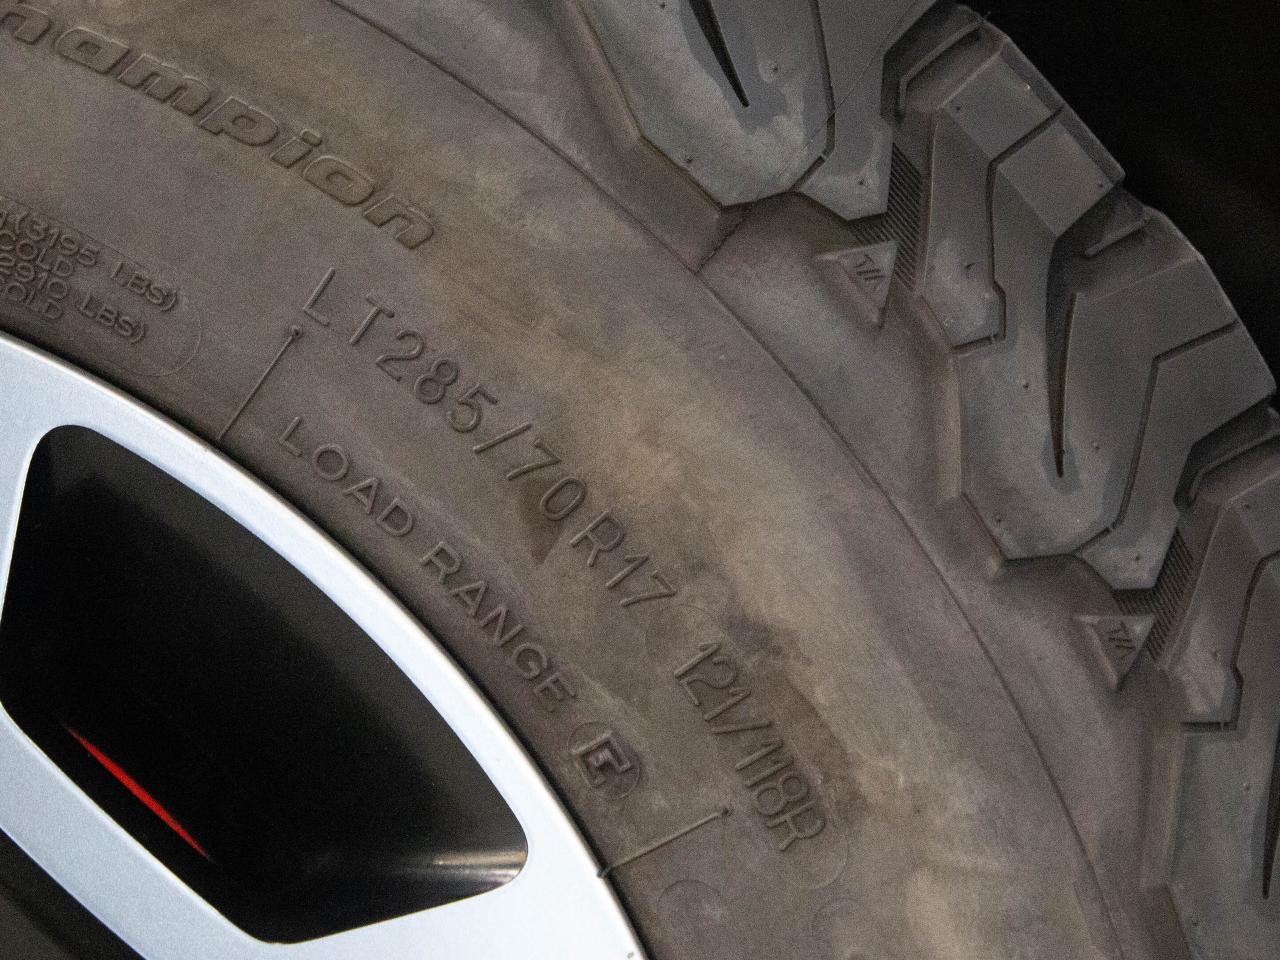 hampion
(3195 LBS)
COLD
2910 LBS)
COLD
LT285/70R17 121/118R
LOAD RANGE E